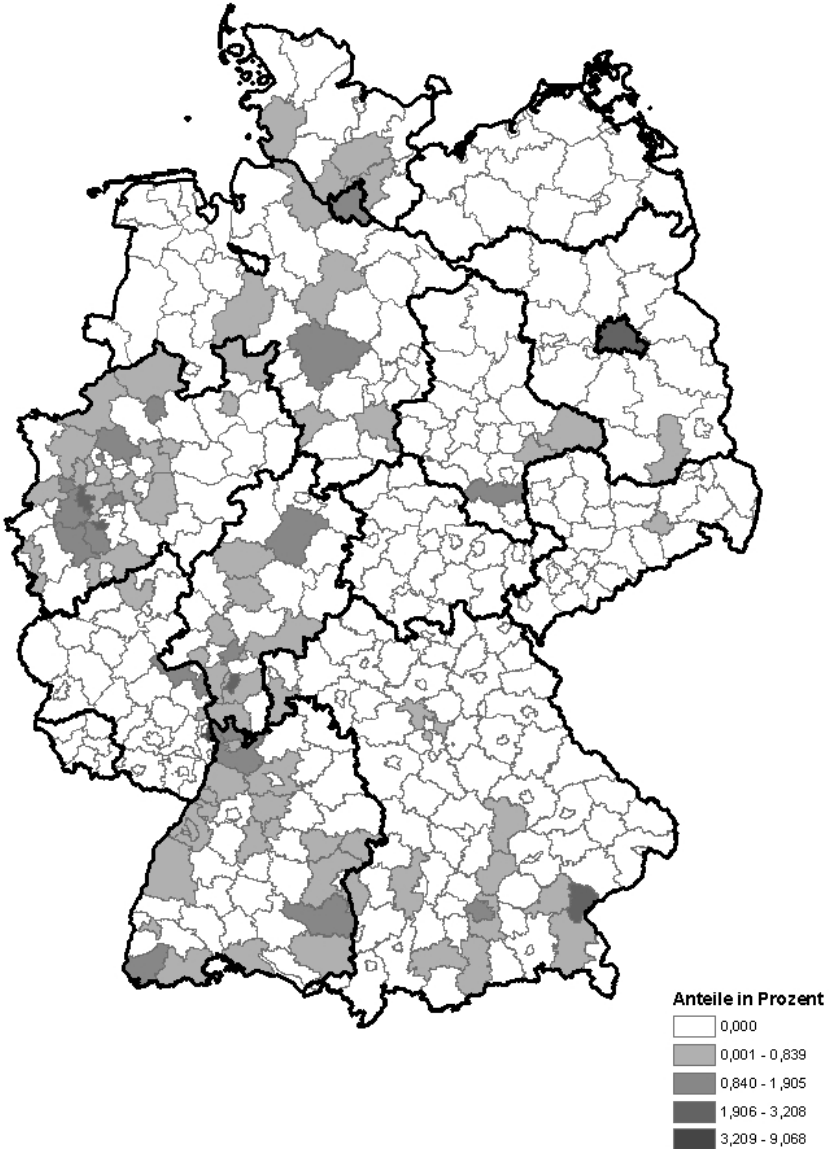 Anteile in Prozent
0,000
0,001 - 0,839
0,840 - 1,905
1,906 - 3,208
3,209 - 9,068